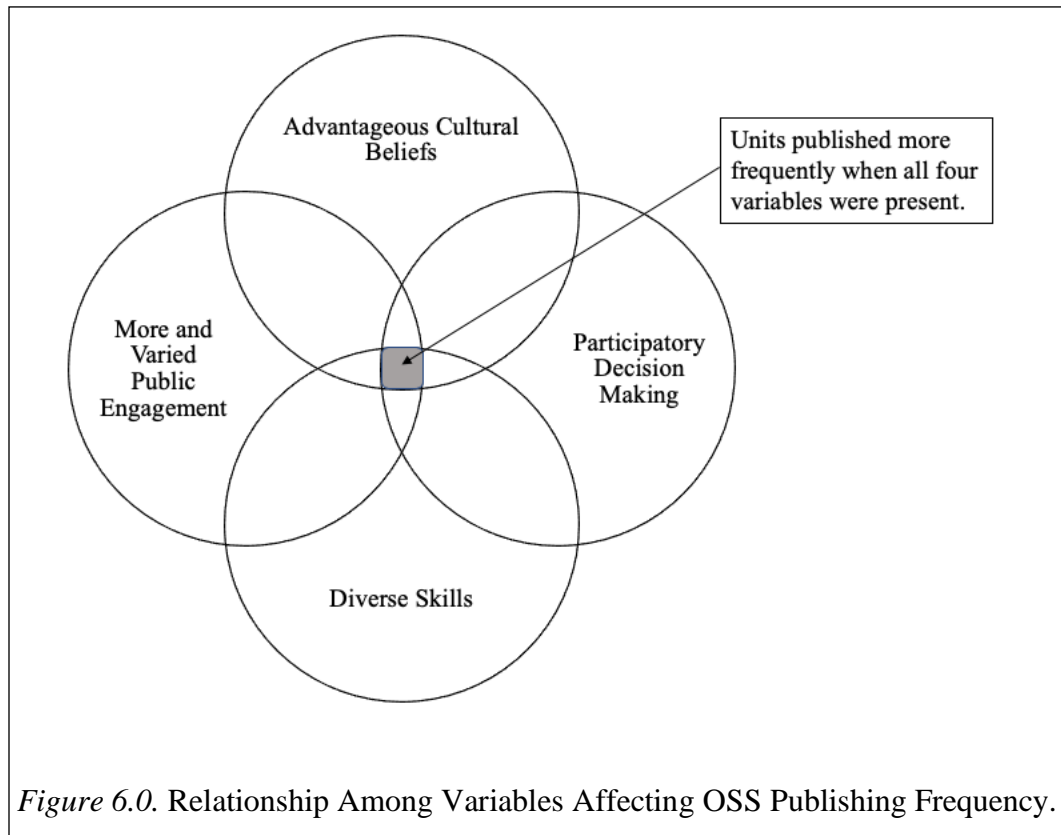 Advantageous Cultural
Beliefs
Units published more
frequently when all four
variables were present.
More and
Varied
Public
Engagement
Participatory
Decision
Making
Diverse Skills
Figure 6.0. Relationship Among Variables Affecting OSS Publishing Frequency.